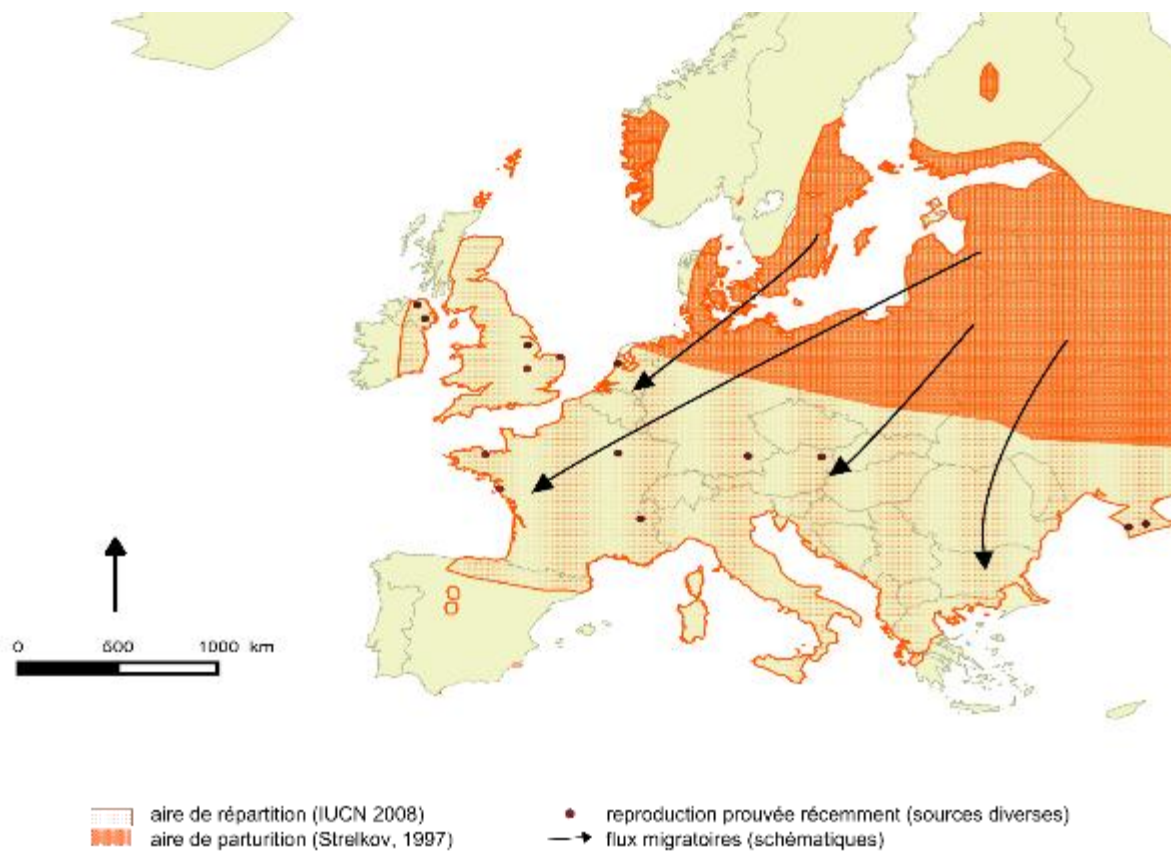 0 500 1000 km
aire de répartition (IUCN 2008)
aire de parturition (Strelkov, 1997)
reproduction prouvée récemment (sources diverses)
flux migratoires (schématiques)